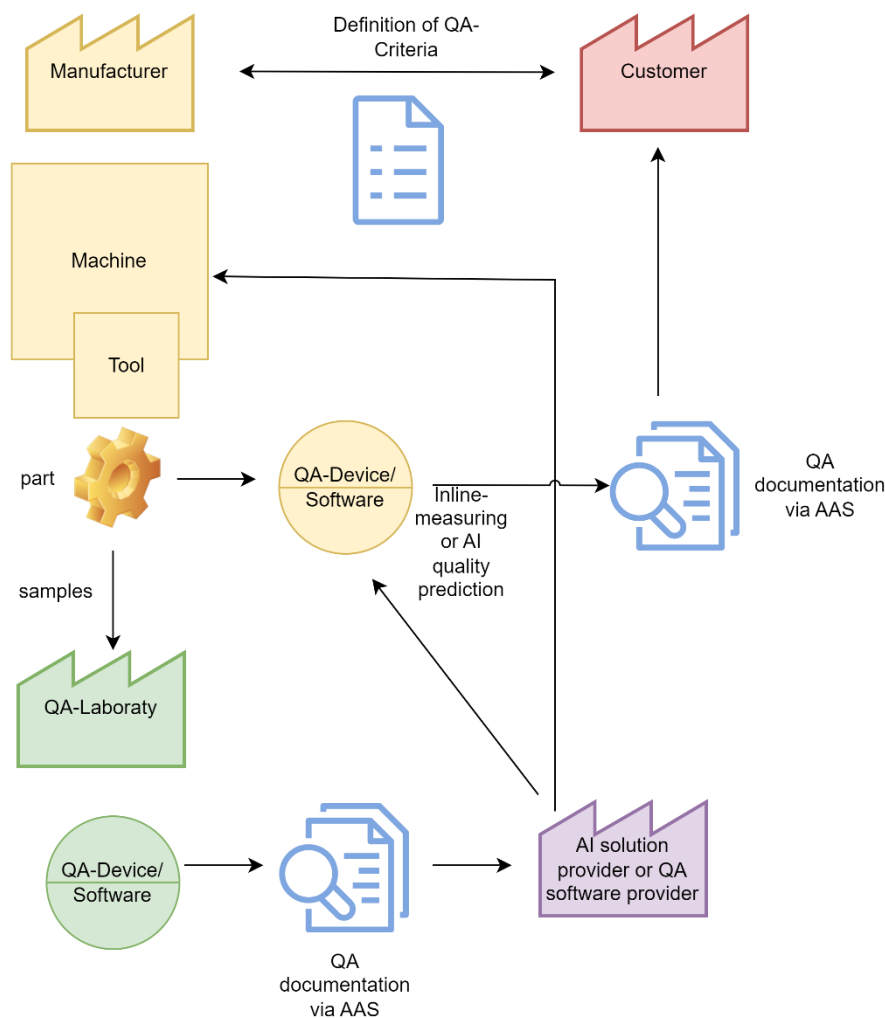 Definition of QA-
Criteria
Manufacturer
Customer
Machine
Tool
part
QA-Device/
Software
Inline-
measuring
or AI
quality
prediction
QA
documentation
via AAS
samples
QA-Laboraty
QA-Device/
Software
QA
documentation
via AAS
AI solution
provider or QA
software provider